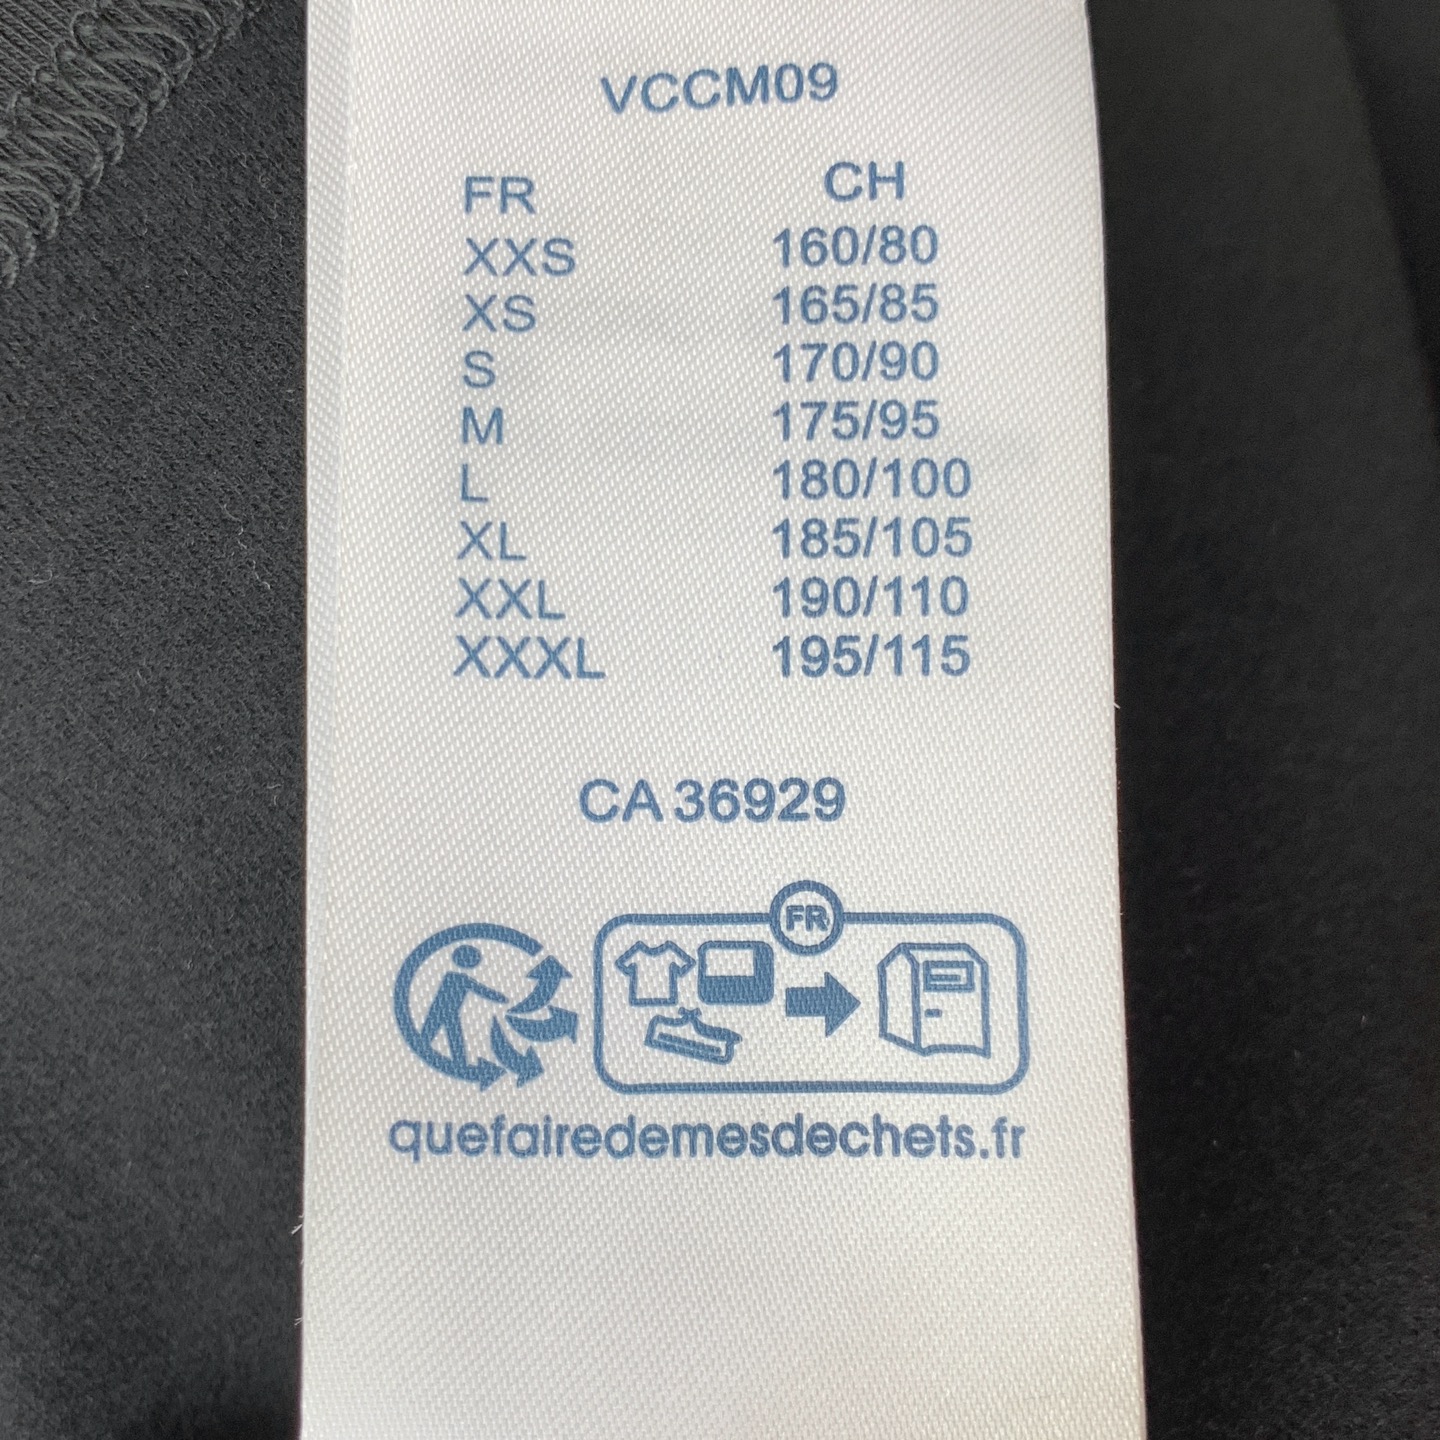 VCCM09
FR CH
XXS 160/80
XS 165/85
S 170/90
M 175/95
L 180/100
XL 185/105
XXL 190/110
XXXL 195/115
CA 36929
FR
quefairedemesdechets.fr